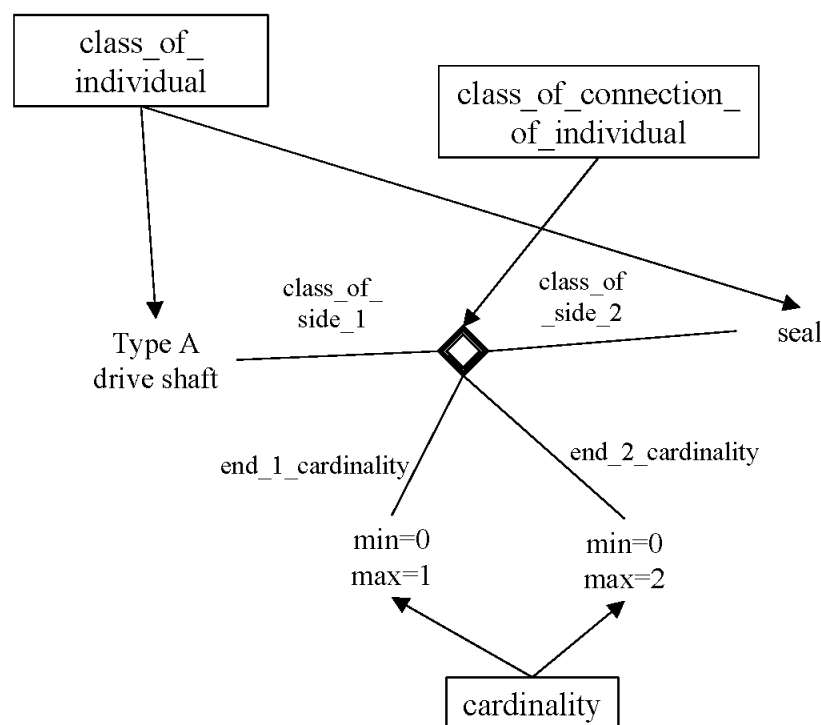 class_of_
individual
class_of_connection_
of_individual
class_of_
side_1
class_of
_side_2
Type A
drive shaft
seal
end_1_cardinality
end_2_cardinality
min=0
max=1
min=0
max=2
cardinality